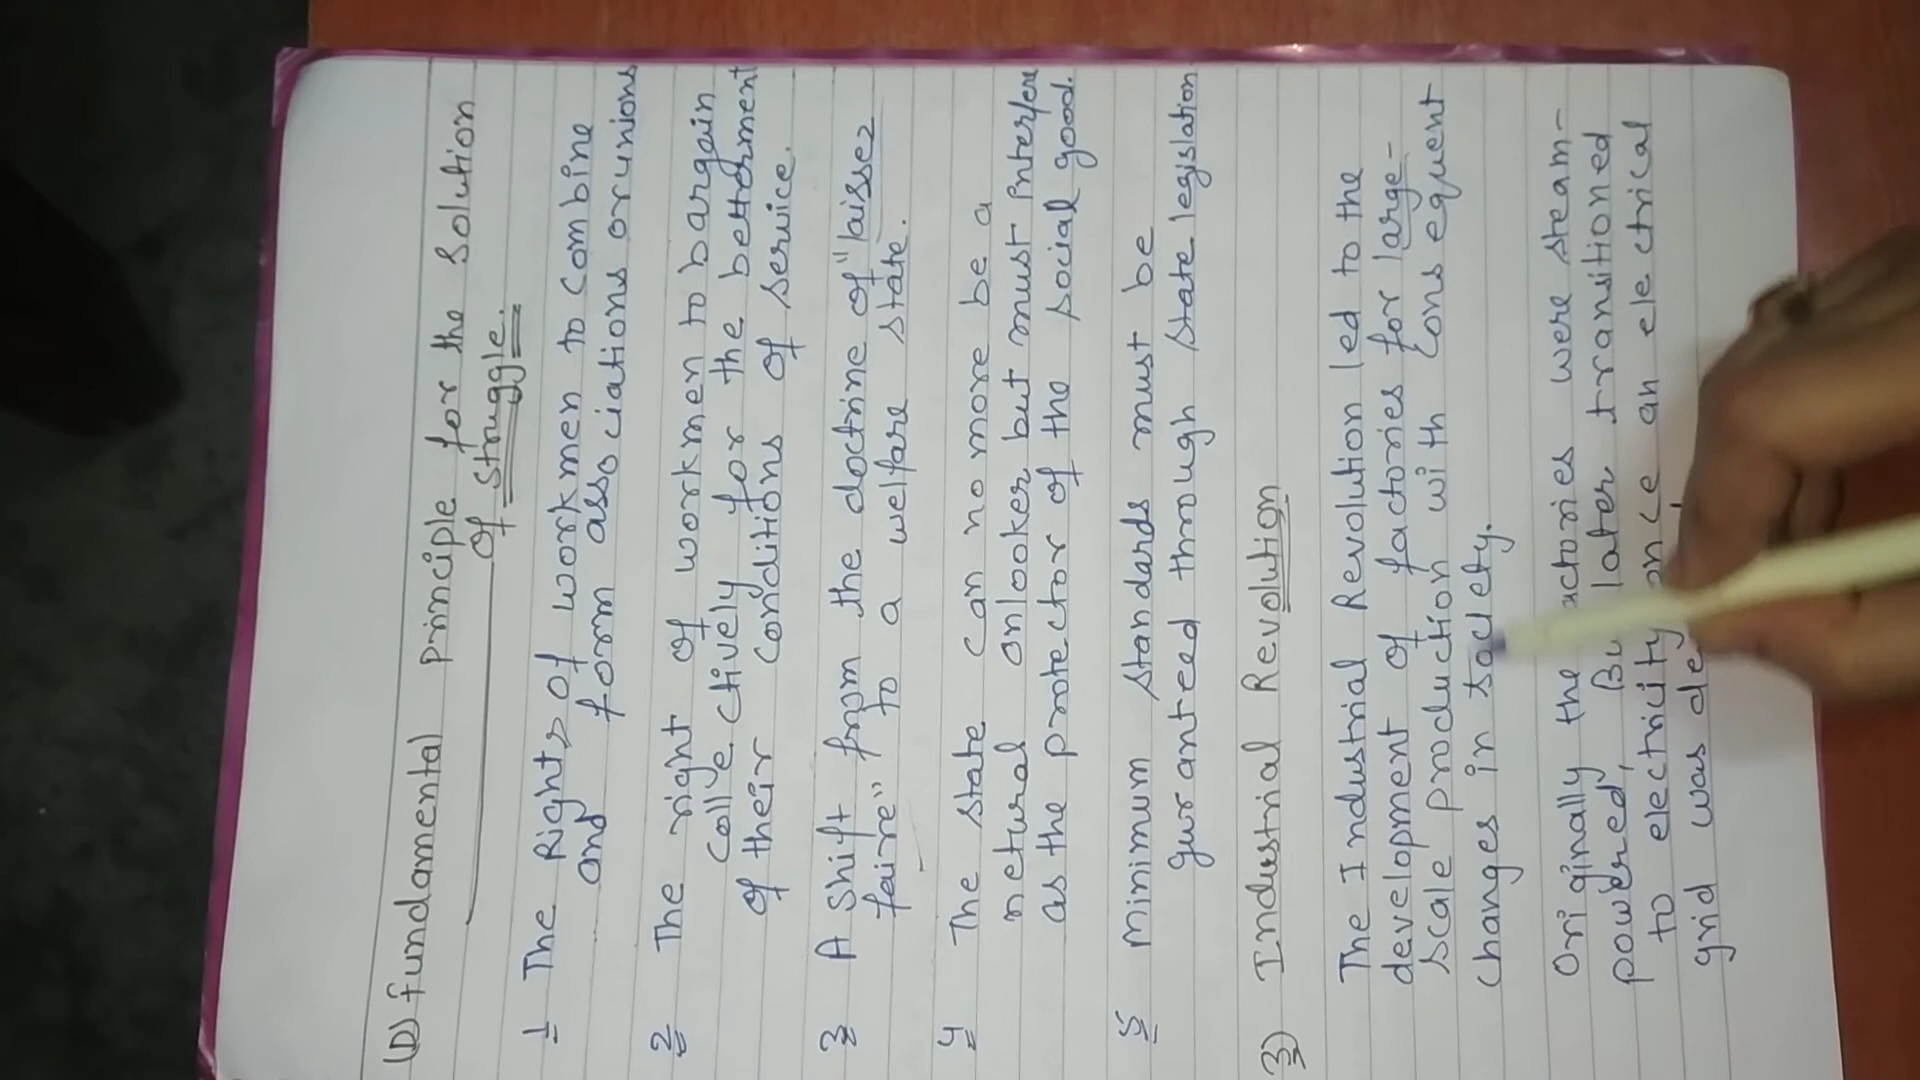 (D) fundamental principle for the solution
of struggle.
1 The Rights of workmen to combine
and form associations or unions
2 The right of workmen to bargain
collectively for the betterment
of their conditions of service.
3 A Shift from the doctrine of "laissez
faire" to a welfare state.
4 The state can no more be a
netural onlooker but must interfere
as the protector of the social good.
5 Minimum standards must be
guranteed through state legislation
3) Industrial Revolution
The Industrial Revolution led to the
development of factories for large-
scale production with consequent
changes in society.
Originally the were steam-
powered, later transitioned
to electricity once an electrical
grid was